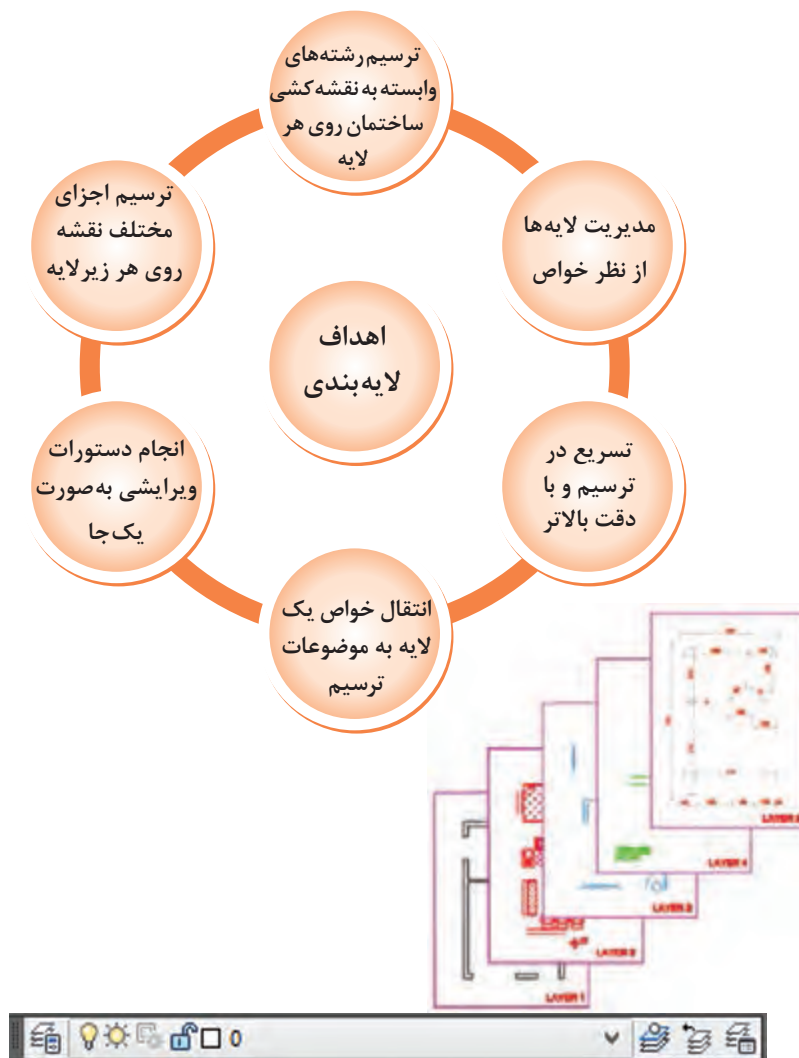 ترسیم رشته‌های
وابسته به نقشه کشی
ساختمان روی هر
لایه
مدیریت لایه‌ها
از نظر خواص
تسریع در
ترسیم و با
دقت بالاتر
انتقال خواص یک
لایه به موضوعات
ترسیم
انجام دستورات
ویرایشی به‌صورت
یک‌جا
ترسیم اجزای
مختلف نقشه
روی هر زیرلایه
اهداف
لایه‌بندی
LAYER 4
LAYER 3
LAYER 2
LAYER 1
0